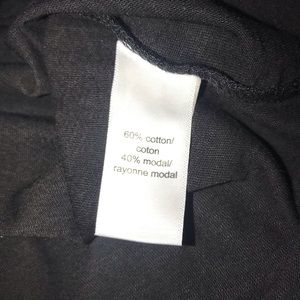 60% cotton/
coton
40% modal/
rayonne modal